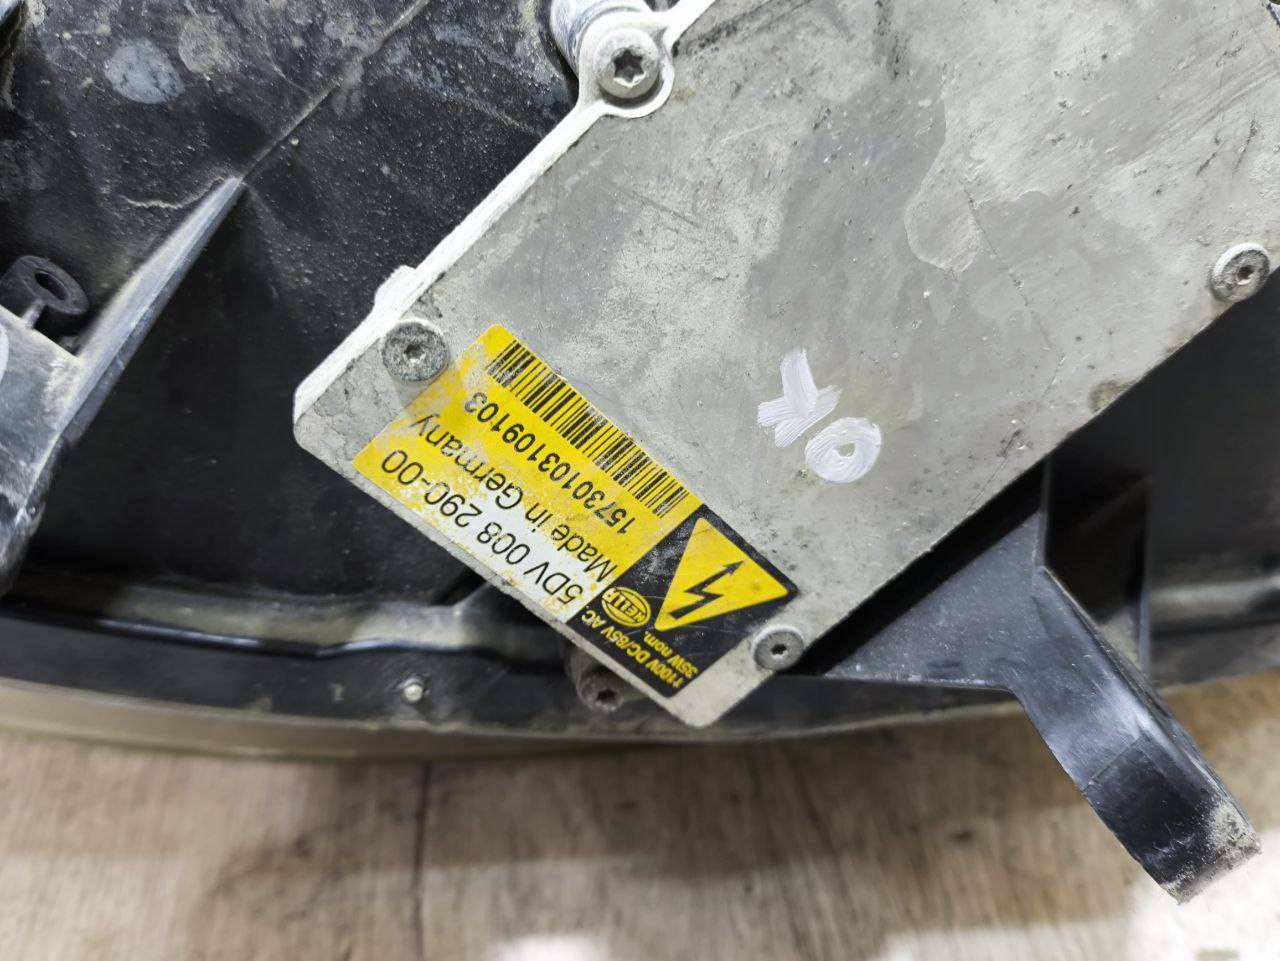 5DV 008 290-00
Made in Germany
15730103109103
HELLA
1100V DC/85V AC
35W nom.
OK